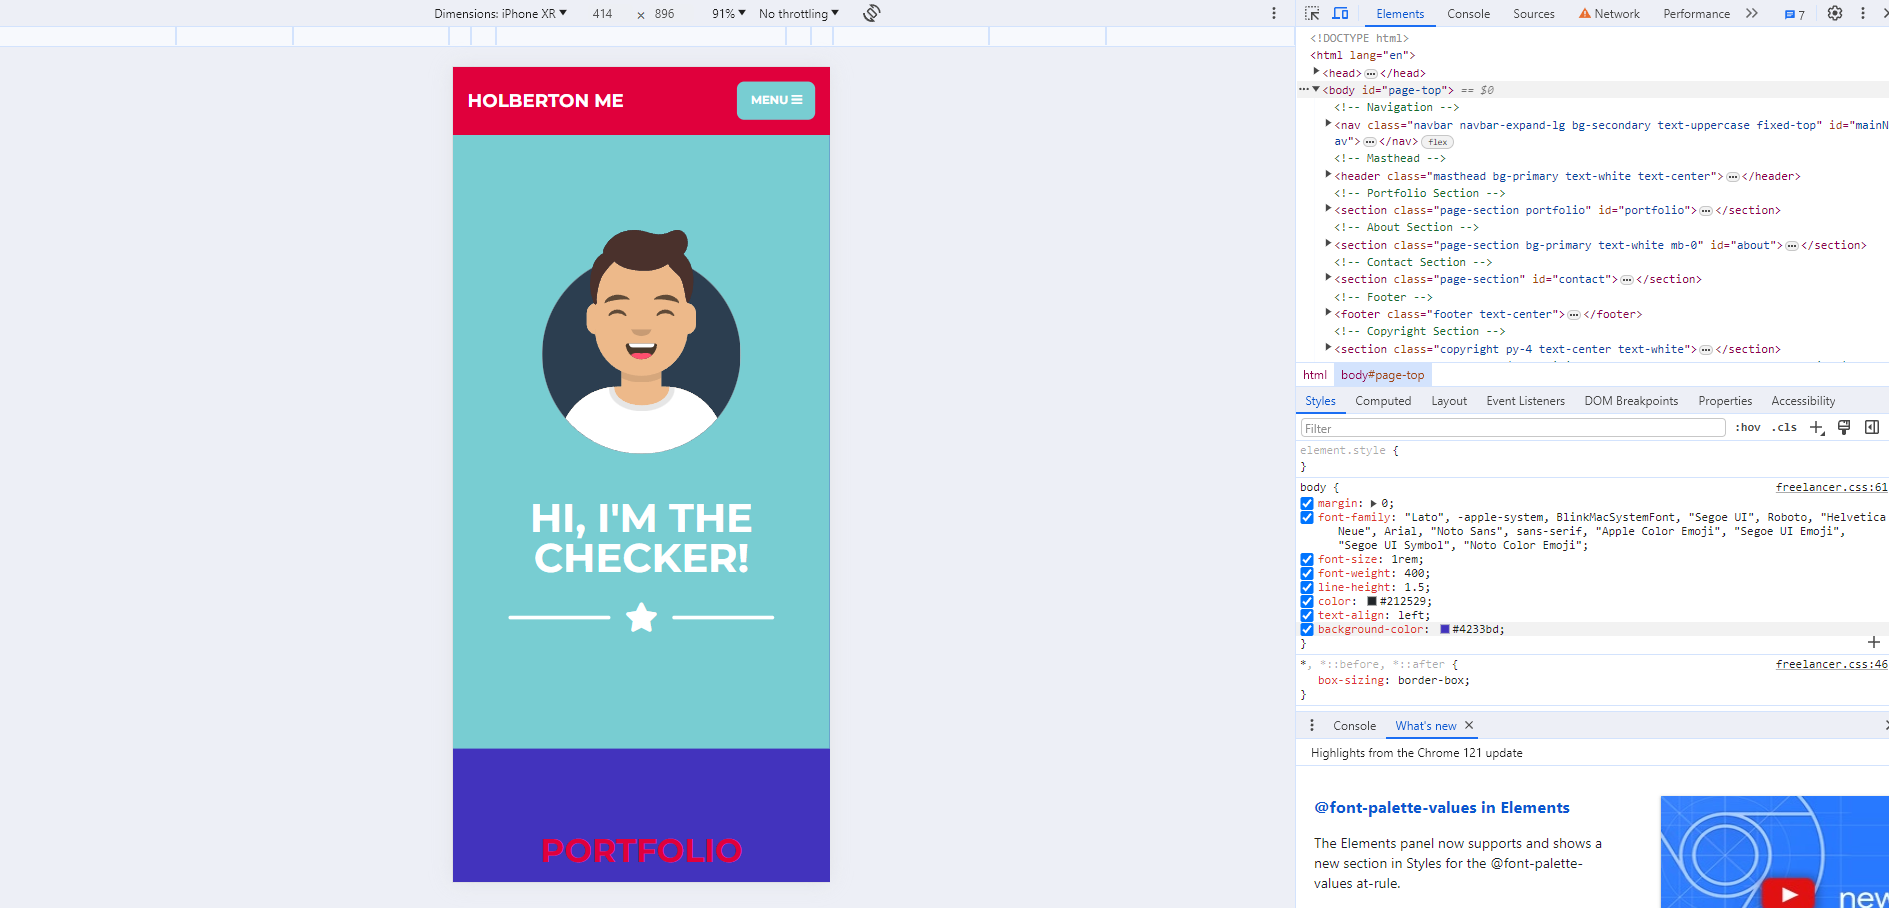 Dimensions: iPhone XR 414 × 896 91% No throttling
Elements Console Sources Network Performance 7
HOLBERTON ME
MENU
HI, I'M THE
CHECKER!
PORTFOLIO
<!DOCTYPE html>
<html lang="en">
<head> … </head>
… <body id="page-top"> == $0
<!-- Navigation -->
<nav class="navbar navbar-expand-lg bg-secondary text-uppercase fixed-top" id="mainN
av"> … </nav> flex
<!-- Masthead -->
<header class="masthead bg-primary text-white text-center"> … </header>
<!-- Portfolio Section -->
<section class="page-section portfolio" id="portfolio"> … </section>
<!-- About Section -->
<section class="page-section bg-primary text-white mb-0" id="about"> … </section>
<!-- Contact Section -->
<section class="page-section" id="contact"> … </section>
<!-- Footer -->
<footer class="footer text-center"> … </footer>
<!-- Copyright Section -->
<section class="copyright py-4 text-center text-white"> … </section>
html body#page-top
Styles Computed Layout Event Listeners DOM Breakpoints Properties Accessibility
Filter :hov .cls
element.style {
}
body { freelancer.css:61
margin: 0;
font-family: "Lato", -apple-system, BlinkMacSystemFont, "Segoe UI", Roboto, "Helvetica
Neue", Arial, "Noto Sans", sans-serif, "Apple Color Emoji", "Segoe UI Emoji",
"Segoe UI Symbol", "Noto Color Emoji";
font-size: 1rem;
font-weight: 400;
line-height: 1.5;
color: #212529;
text-align: left;
background-color: #4233bd;
}
*, *::before, *::after { freelancer.css:46
box-sizing: border-box;
}
Console What's new
Highlights from the Chrome 121 update
@font-palette-values in Elements
The Elements panel now supports and shows a
new section in Styles for the @font-palette-
values at-rule.
new